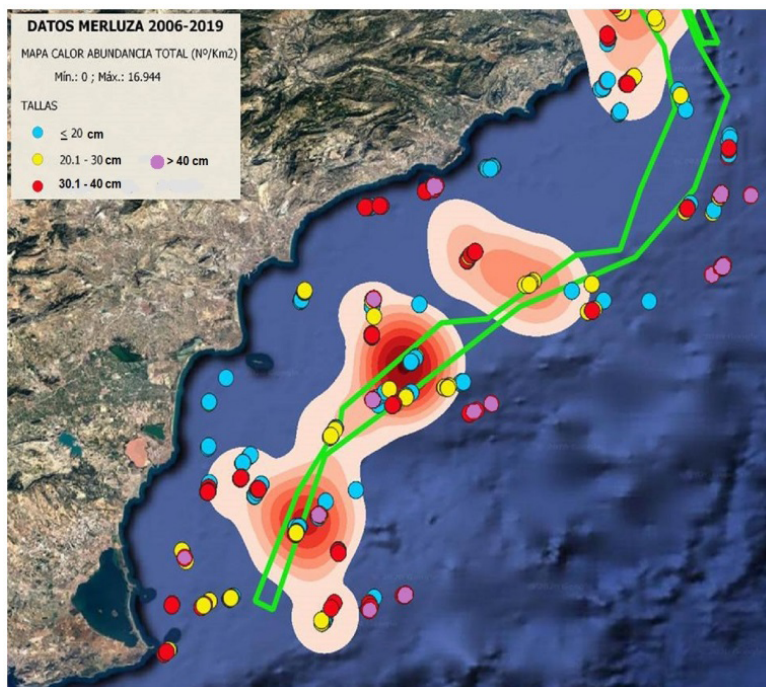 DATOS MERLUZA 2006-2019
MAPA CALOR ABUNDANCIA TOTAL (Nº/Km2)
Mín.: 0 ; Máx.: 16.944
TALLAS
≤ 20 cm
20.1 - 30 cm > 40 cm
30.1 - 40 cm